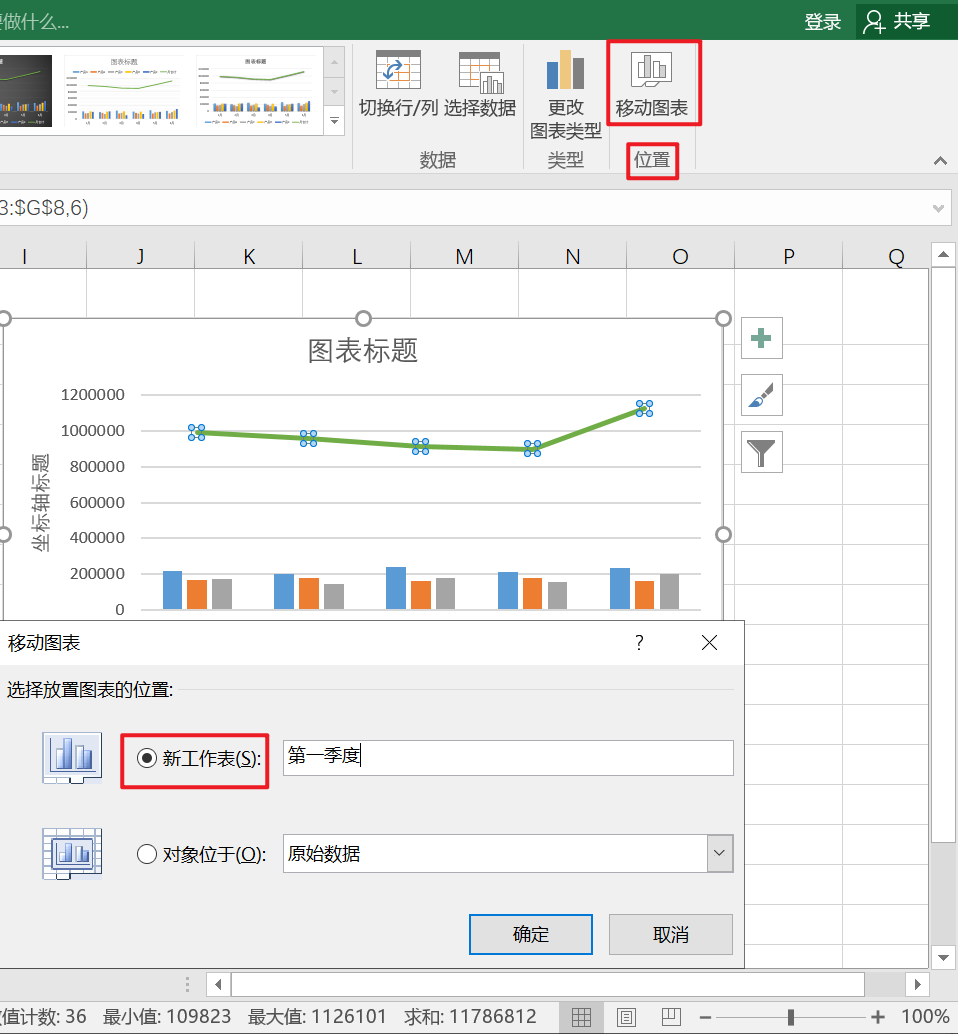 要做什么...
登录
共享
图表标题
图表标题
切换行/列
选择数据
更改
图表类型
移动图表
数据
类型
位置
3:$G$8,6)
I
J
K
L
M
N
O
P
Q
图表标题
1200000
1000000
800000
600000
400000
200000
0
坐标轴标题
移动图表
?
选择放置图表的位置:
新工作表(S):
第一季度
对象位于(O):
原始数据
确定
取消
值计数: 36
最小值: 109823
最大值: 1126101
求和: 11786812
100%